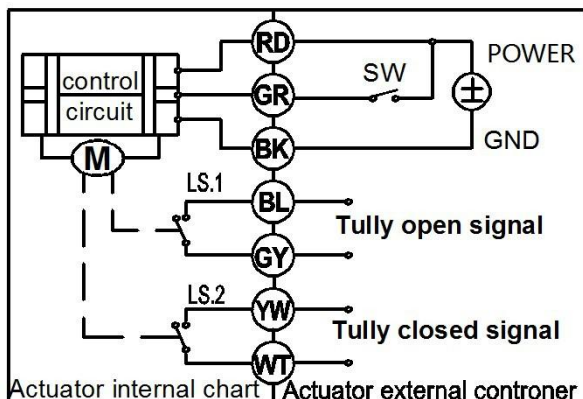 RD
POWER
control
SW
GR
circuit
±
GND
BK
M
LS.1
BL
Tully open signal
GY
LS.2
YW
Tully closed signal
WT
Actuator internal chart
Actuator external controner